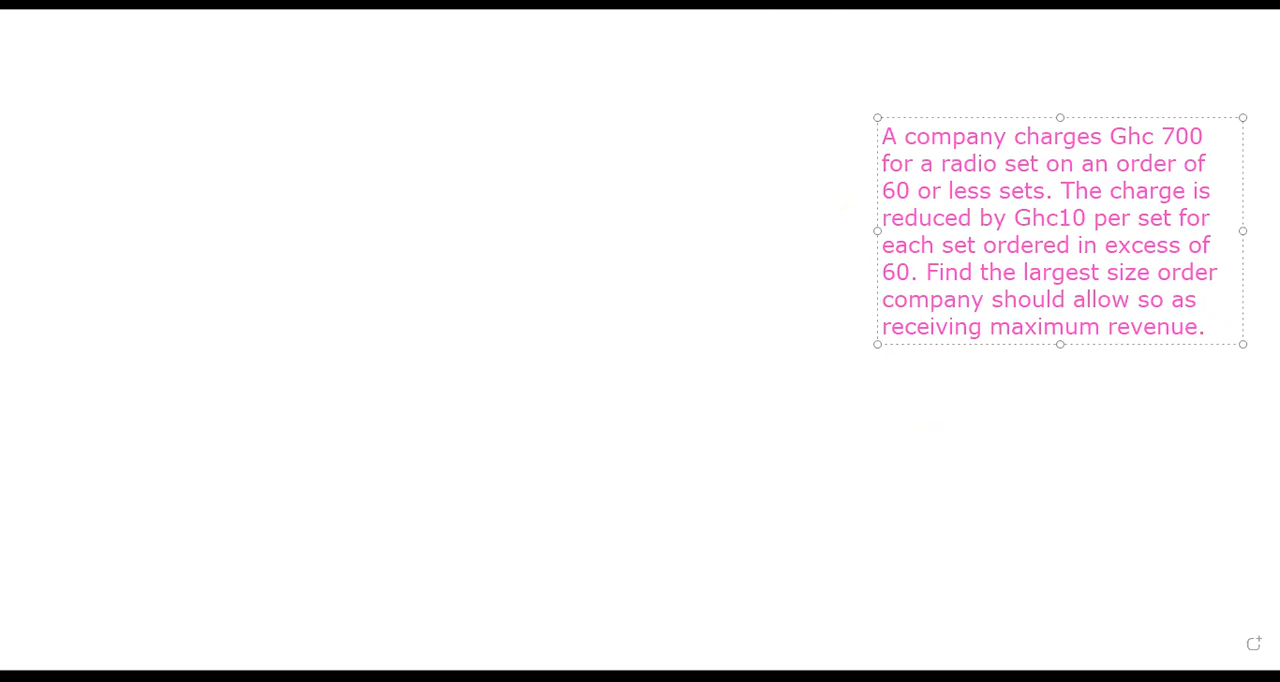 A company charges Ghc 700
for a radio set on an order of
60 or less sets. The charge is
reduced by Ghc10 per set for
each set ordered in excess of
60. Find the largest size order
company should allow so as
receiving maximum revenue.